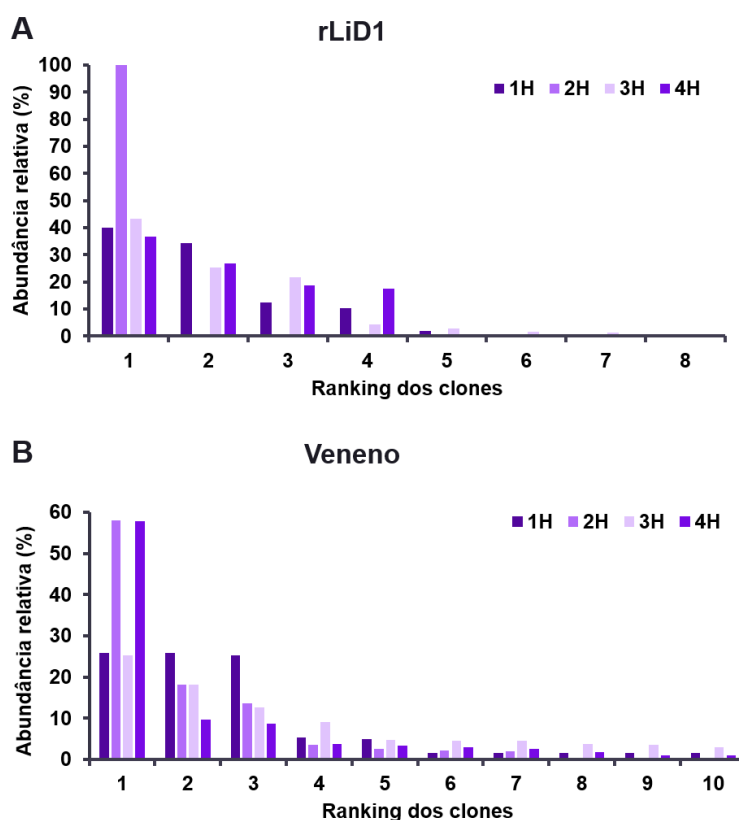 A
rLiD1
Abundância relativa (%)
100
90
80
70
60
50
40
30
20
10
0
1H 2H 3H 4H
1 2 3 4 5 6 7 8
Ranking dos clones
B
Veneno
Abundância relativa (%)
60
50
40
30
20
10
0
1H 2H 3H 4H
1 2 3 4 5 6 7 8 9 10
Ranking dos clones